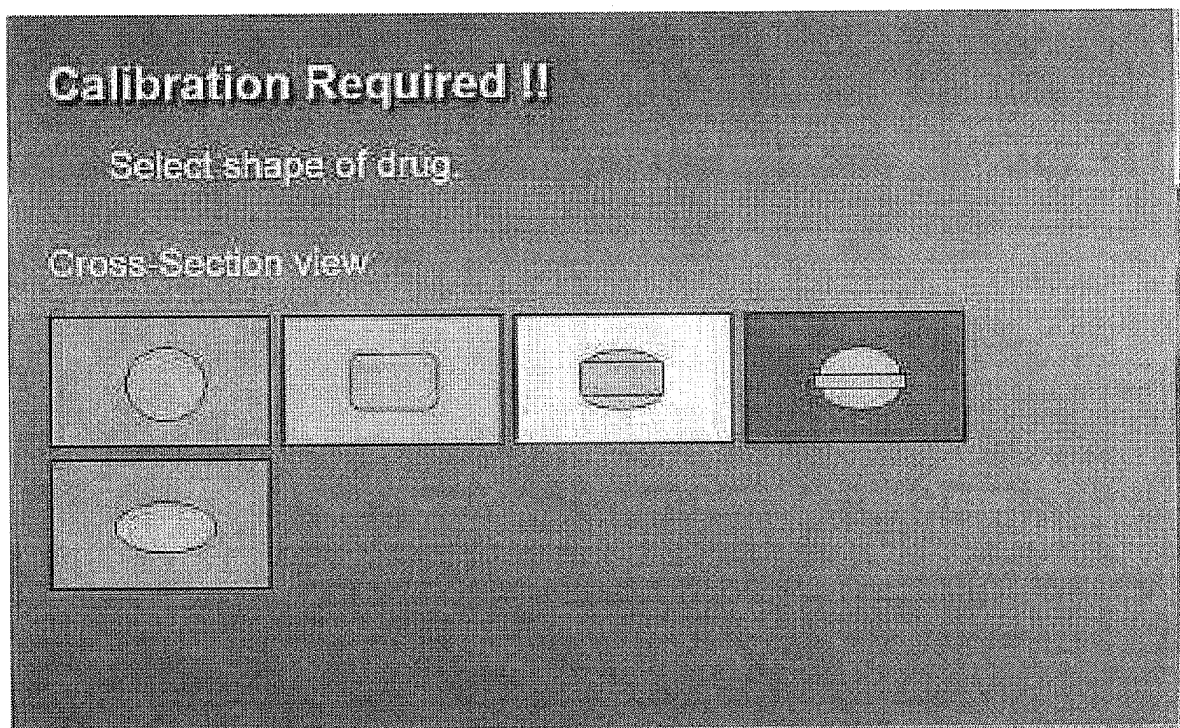 Calibration Required !!
Select shape of drug.
Cross-Section view